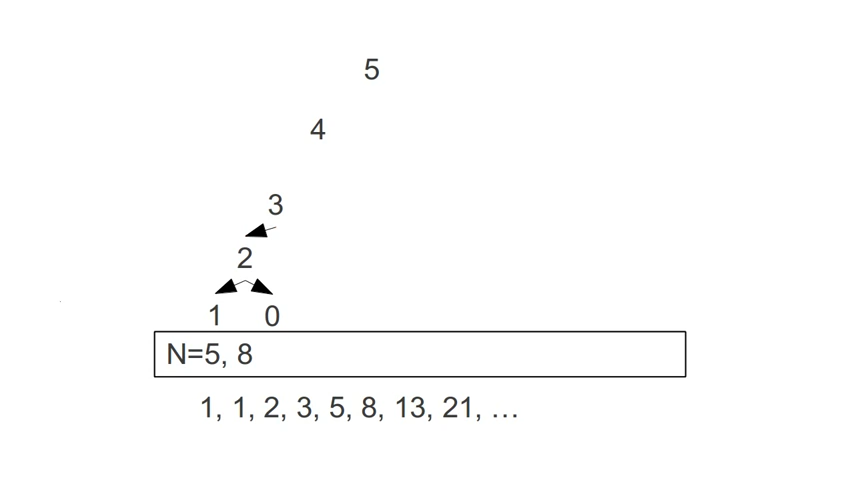 5
4
3
2
1 0
N=5, 8
1, 1, 2, 3, 5, 8, 13, 21, …